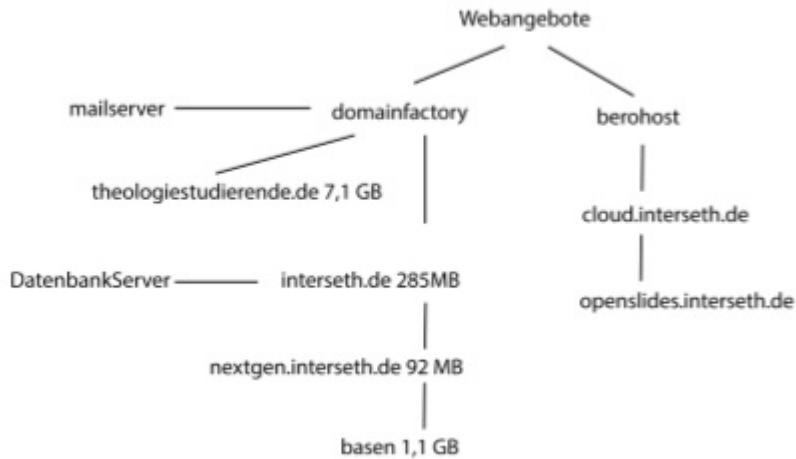 Webangebote
mailserver
domainfactory
berohost
theologiestudierende.de 7,1 GB
cloud.interseth.de
DatenbankServer
interseth.de 285MB
openslides.interseth.de
nextgen.interseth.de 92 MB
basen 1,1 GB